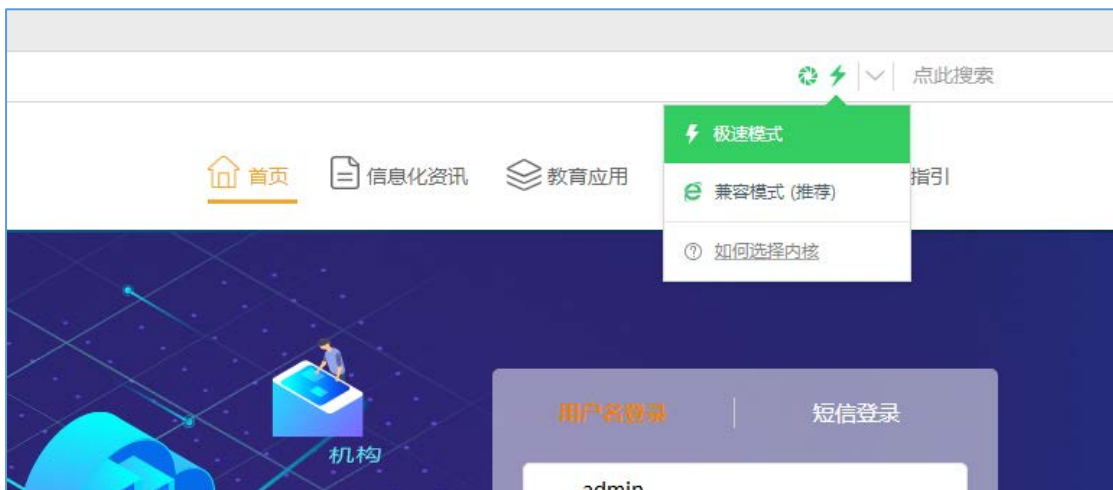 点此搜索
极速模式
首页 信息化资讯 教育应用 指引
兼容模式 (推荐)
如何选择内核
机构
用户名登录 短信登录
admin